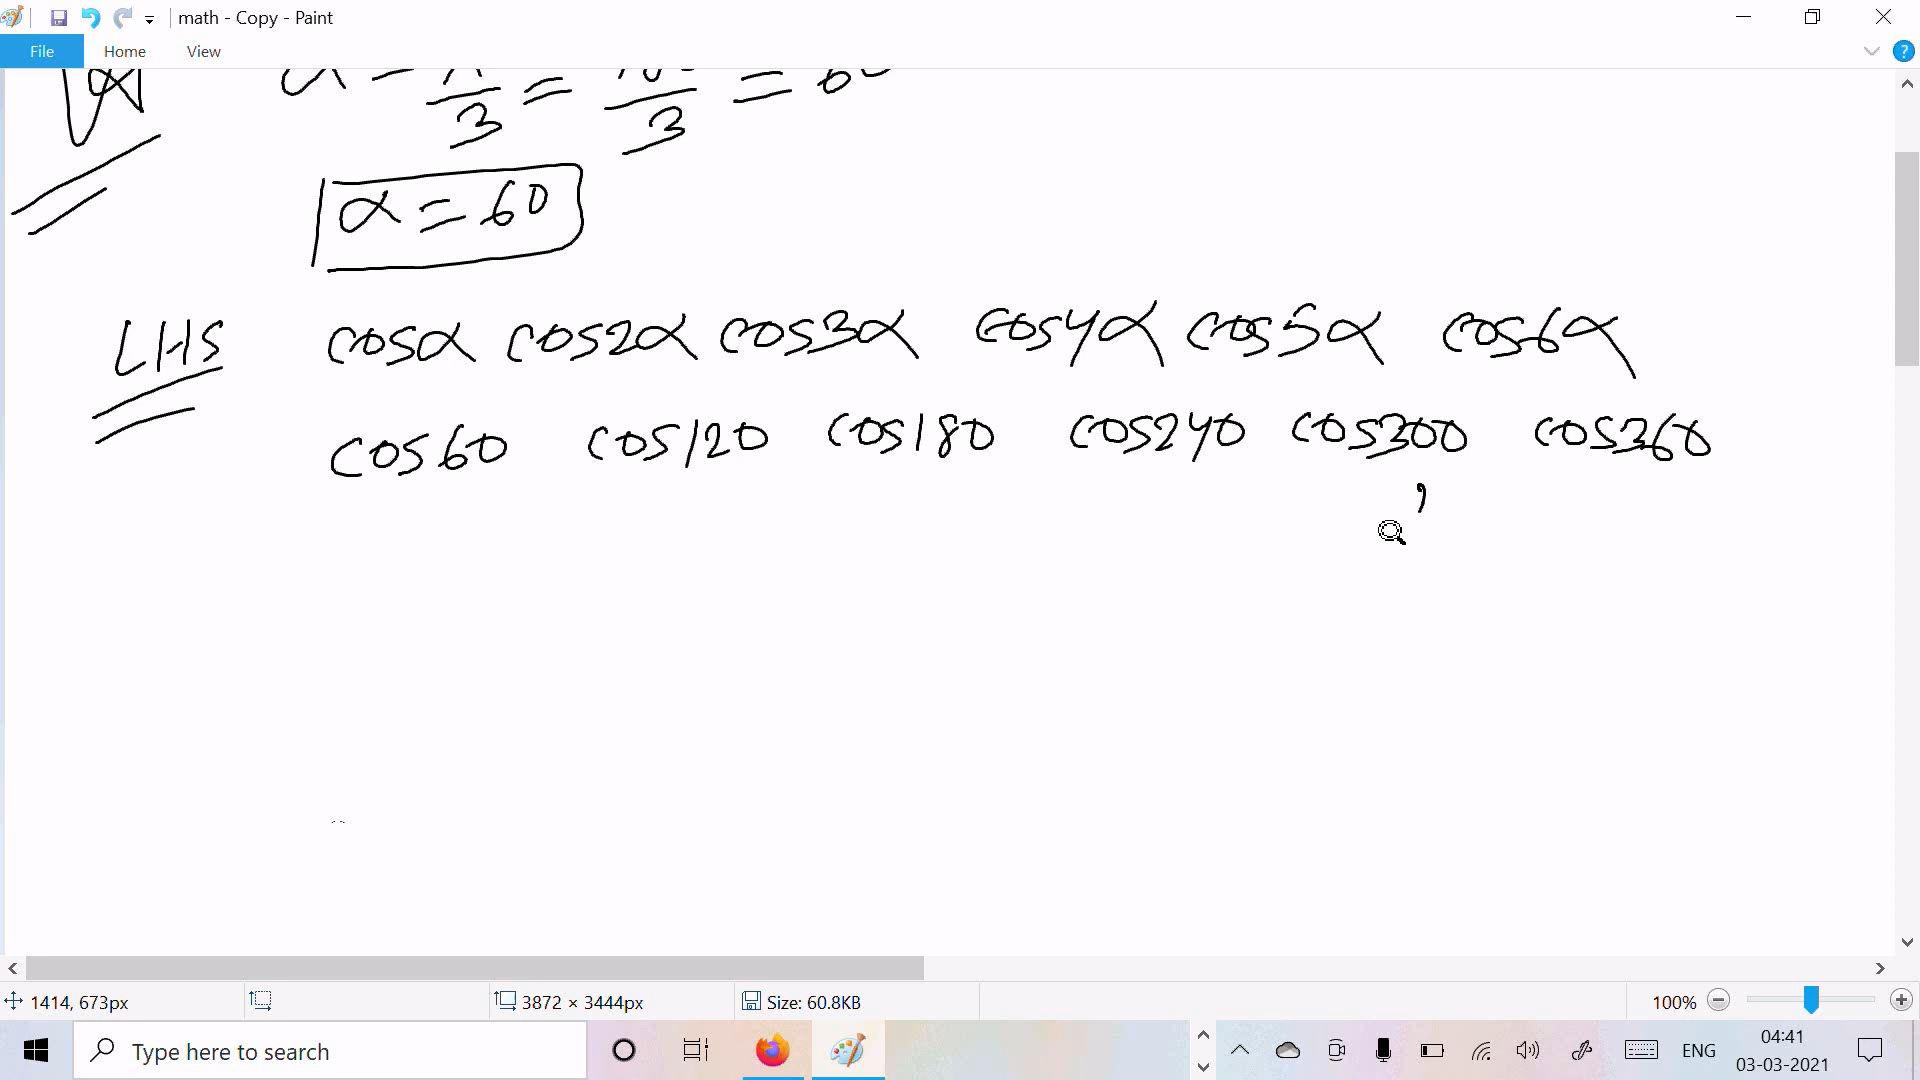 math - Copy - Paint
File Home View
3 = 3 =
α = 60
LHS cosα cos2α cos3α cos4α cos5α cos6α
cos60 cos120 cos180 cos240 cos300 cos360
,
1414, 673px 3872 × 3444px Size: 60.8KB 100%
Type here to search ENG 04:41
03-03-2021